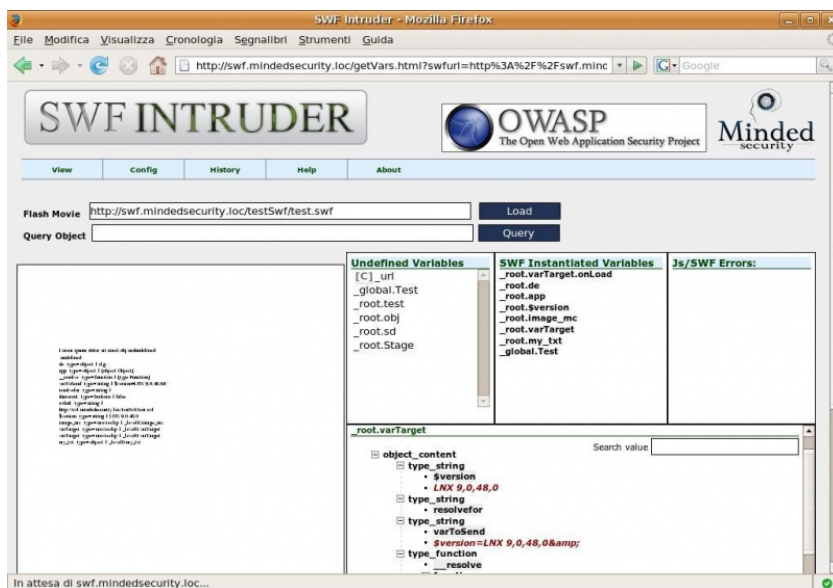 SWF Intruder - Mozilla Firefox
File Modifica Visualizza Cronologia Segnalibri Strumenti Guida
http://swf.mindedsecurity.loc/getVars.html?swfurl=http%3A%2F%2Fswf.minc
Google
SWF INTRUDER
OWASP
The Open Web Application Security Project
Minded
security
View Config History Help About
Flash Movie http://swf.mindedsecurity.loc/testSwf/test.swf Load
Query Object Query
Undefined Variables
[C]_url
_global.Test
_root.test
_root.obj
_root.sd
_root.Stage
SWF Instantiated Variables
_root.varTarget.onLoad
_root.de
_root.app
_root.$version
_root.image_mc
_root.varTarget
_root.my_txt
_global.Test
Js/SWF Errors:
_root.varTarget
Search value
object_content
type_string
$version
LNX 9,0,48,0
type_string
resolvefor
type_string
varToSend
$version=LNX 9,0,48,0&amp;
type_function
__resolve
In attesa di swf.mindedsecurity.loc...